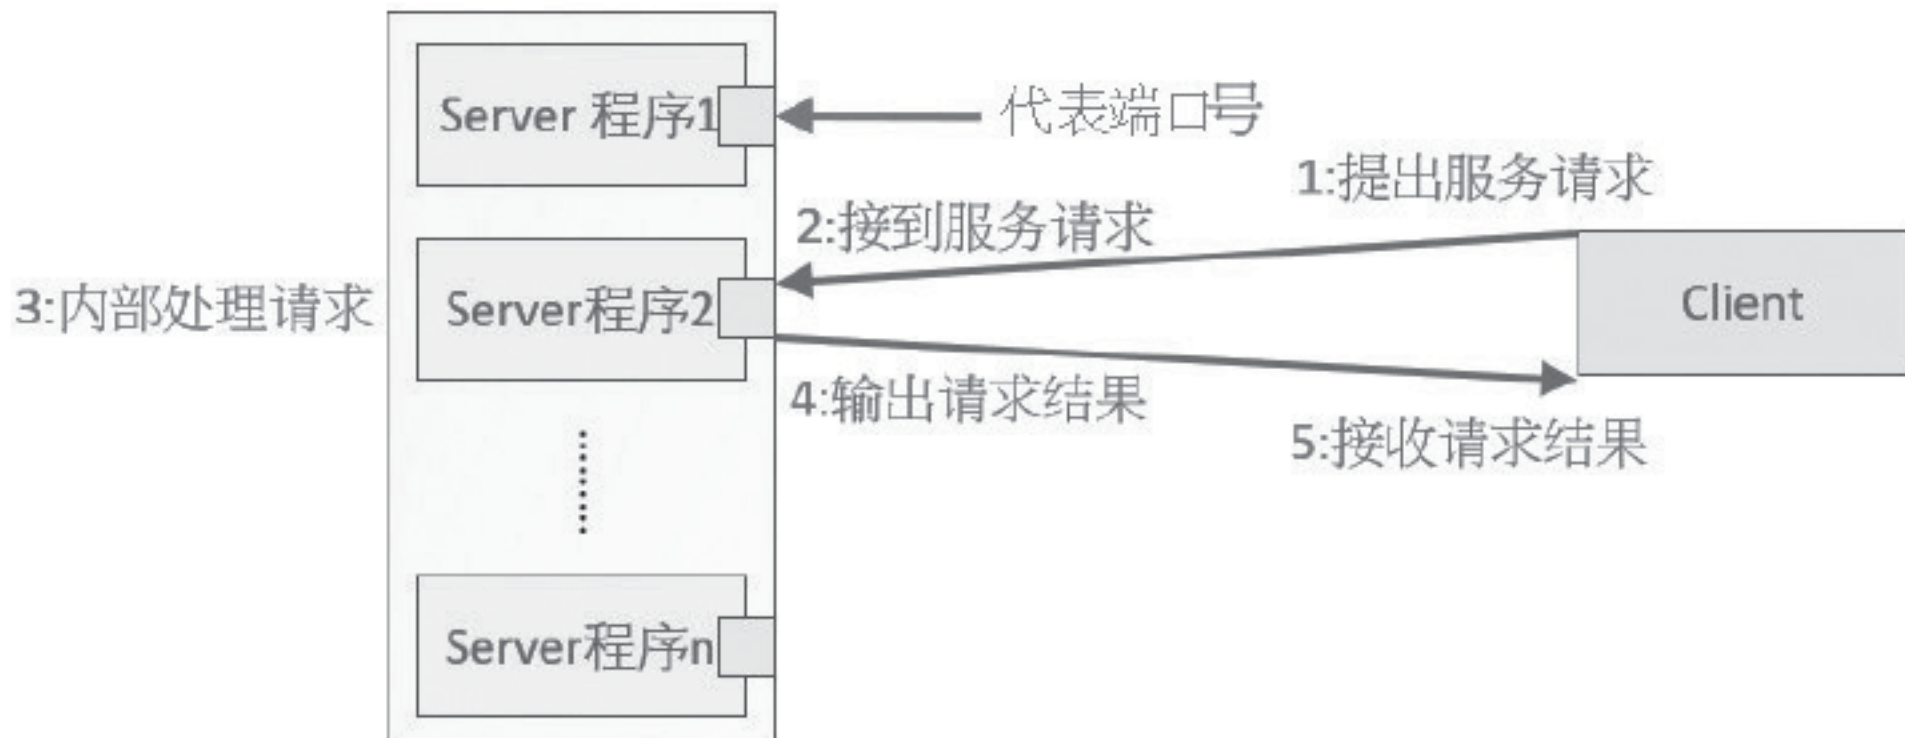 Server 程序1
代表端口号
1:提出服务请求
2:接到服务请求
3:内部处理请求
Server程序2
Client
4:输出请求结果
5:接收请求结果
Server程序n